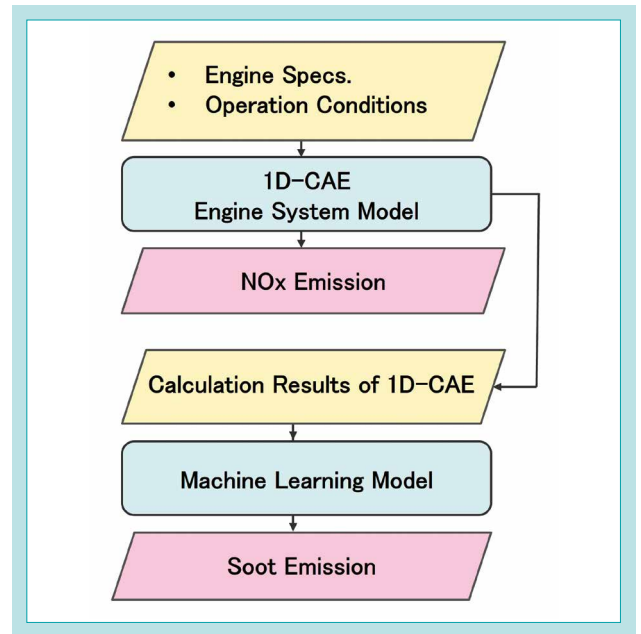 • Engine Specs.
• Operation Conditions
1D-CAE
Engine System Model
NOx Emission
Calculation Results of 1D-CAE
Machine Learning Model
Soot Emission